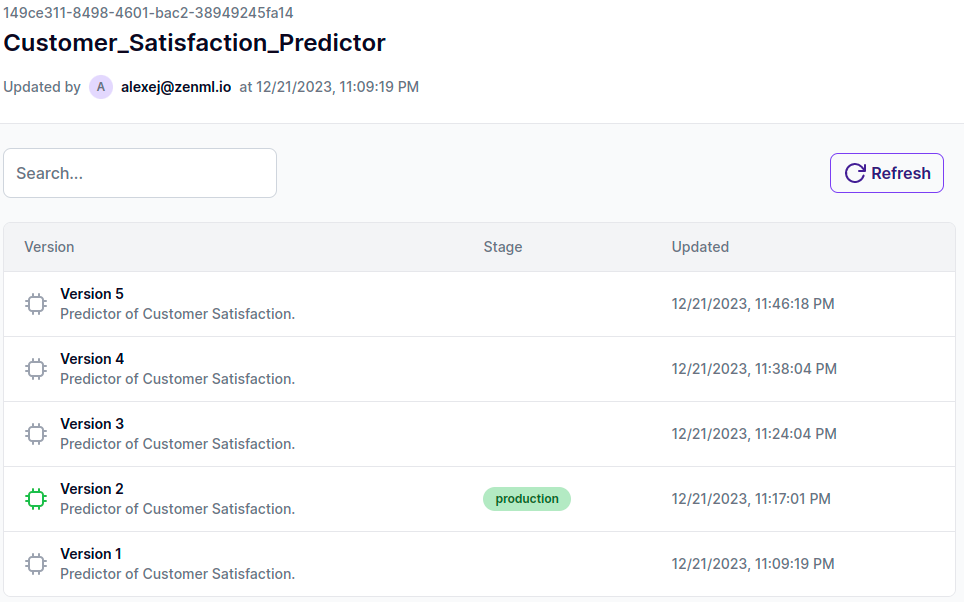 149ce311-8498-4601-bac2-38949245fa14
Customer_Satisfaction_Predictor
Updated by A alexej@zenml.io at 12/21/2023, 11:09:19 PM
Search...
Refresh
Version Stage Updated
Version 5
Predictor of Customer Satisfaction.
12/21/2023, 11:46:18 PM
Version 4
Predictor of Customer Satisfaction.
12/21/2023, 11:38:04 PM
Version 3
Predictor of Customer Satisfaction.
12/21/2023, 11:24:04 PM
Version 2
Predictor of Customer Satisfaction.
production
12/21/2023, 11:17:01 PM
Version 1
Predictor of Customer Satisfaction.
12/21/2023, 11:09:19 PM